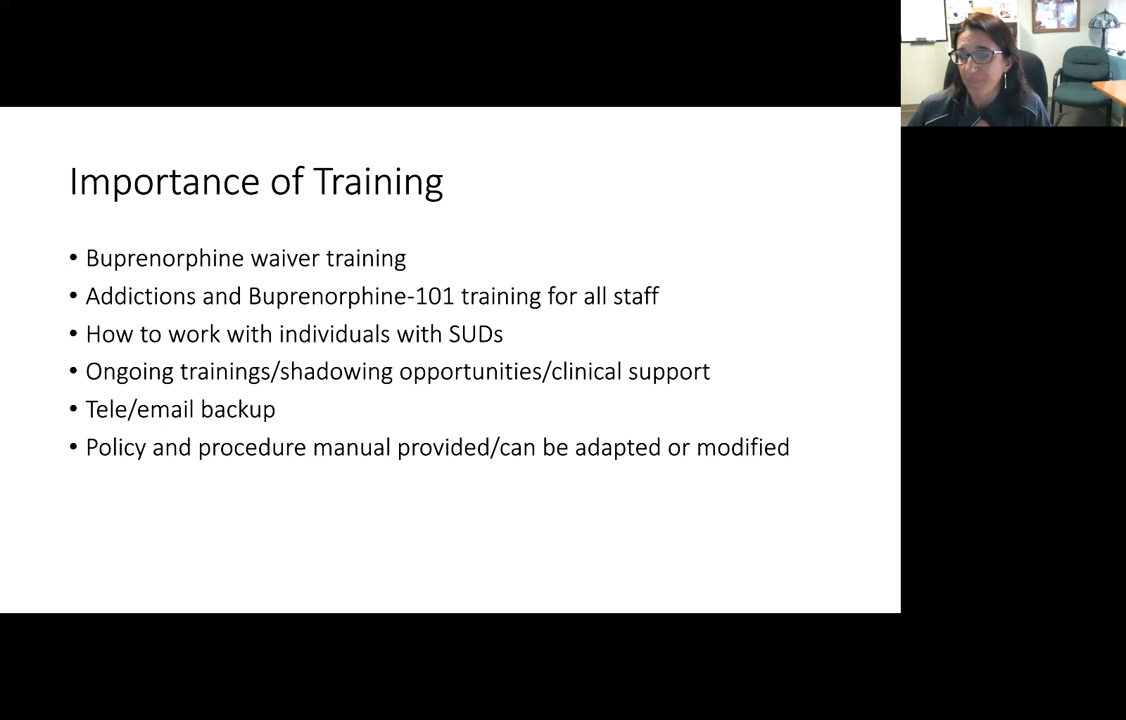 Importance of Training
• Buprenorphine waiver training
• Addictions and Buprenorphine-101 training for all staff
• How to work with individuals with SUDs
• Ongoing trainings/shadowing opportunities/clinical support
• Tele/email backup
• Policy and procedure manual provided/can be adapted or modified